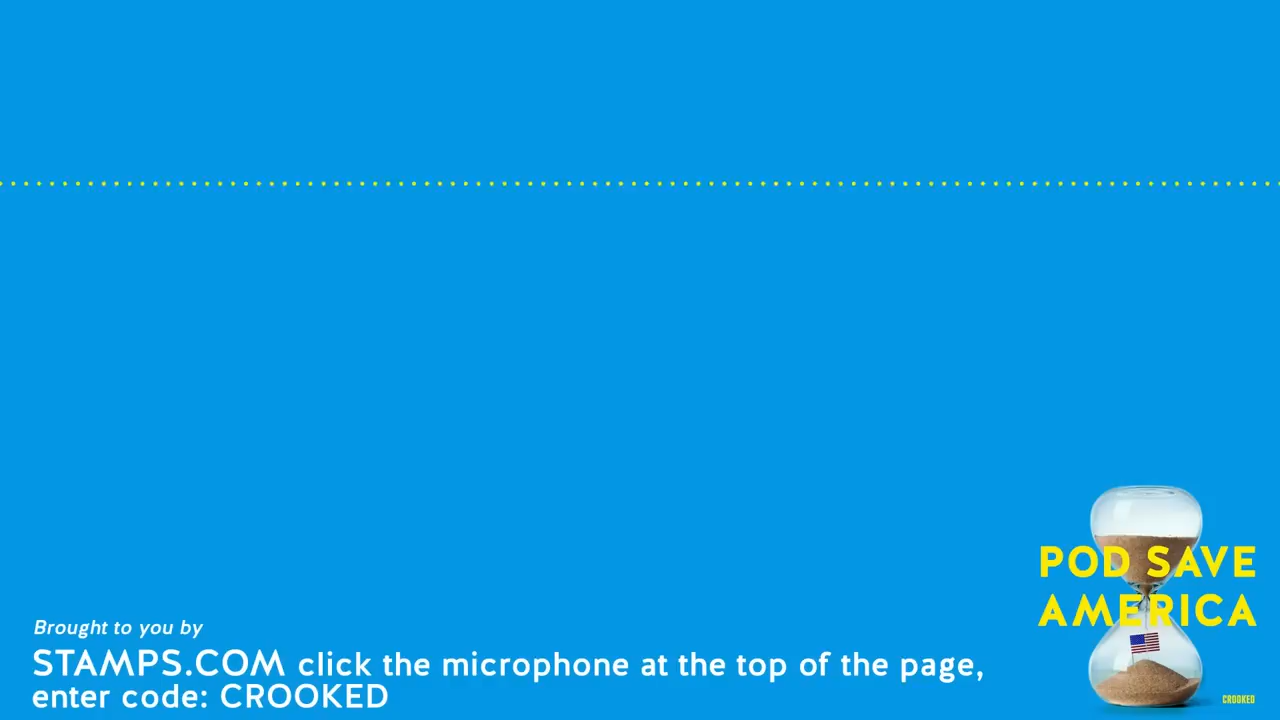 POD SAVE
AMERICA
Brought to you by
STAMPS.COM click the microphone at the top of the page,
enter code: CROOKED
CROOKED